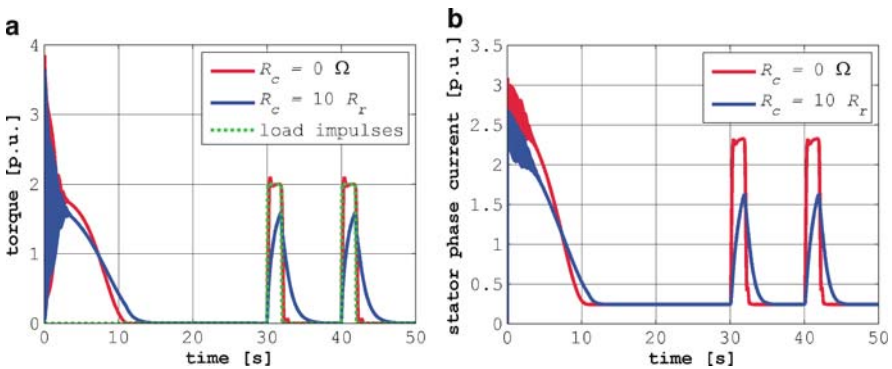 a
torque [p.u.]
4
3
2
1
0
R_c = 0 Ω
R_c = 10 R_r
load impulses
0 10 20 30 40 50
time [s]
b
stator phase current [p.u.]
3.5
3
2.5
2
1.5
1
0.5
0
R_c = 0 Ω
R_c = 10 R_r
0 10 20 30 40 50
time [s]